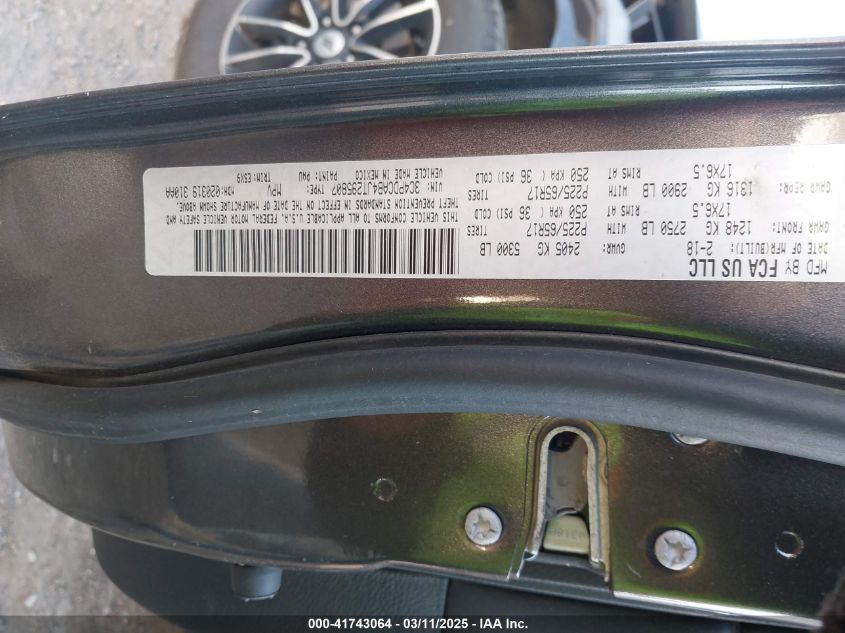 MFD BY FCA US LLC
DATE OF MFR(BUILT): 2-18 GVWR: 2405 KG 5300 LB
GAWR FRONT: 1248 KG 2750 LB WITH TIRES P225/65R17
RIMS AT 17X6.5 250 KPA ( 36 PSI) COLD
GAWR REAR: 1316 KG 2900 LB WITH TIRES P225/65R17
RIMS AT 17X6.5 250 KPA ( 36 PSI) COLD
THIS VEHICLE CONFORMS TO ALL APPLICABLE U.S.A. FEDERAL MOTOR VEHICLE SAFETY AND
THEFT PREVENTION STANDARDS IN EFFECT ON THE DATE OF MANUFACTURE SHOWN ABOVE.
VIN: 3C4PDCAB4JT295807 TYPE: MPV MDH:020319 310AA
VEHICLE MADE IN MEXICO PAINT: PAU TRIM: E5X9
000-41743064 - 03/11/2025 - IAA Inc.